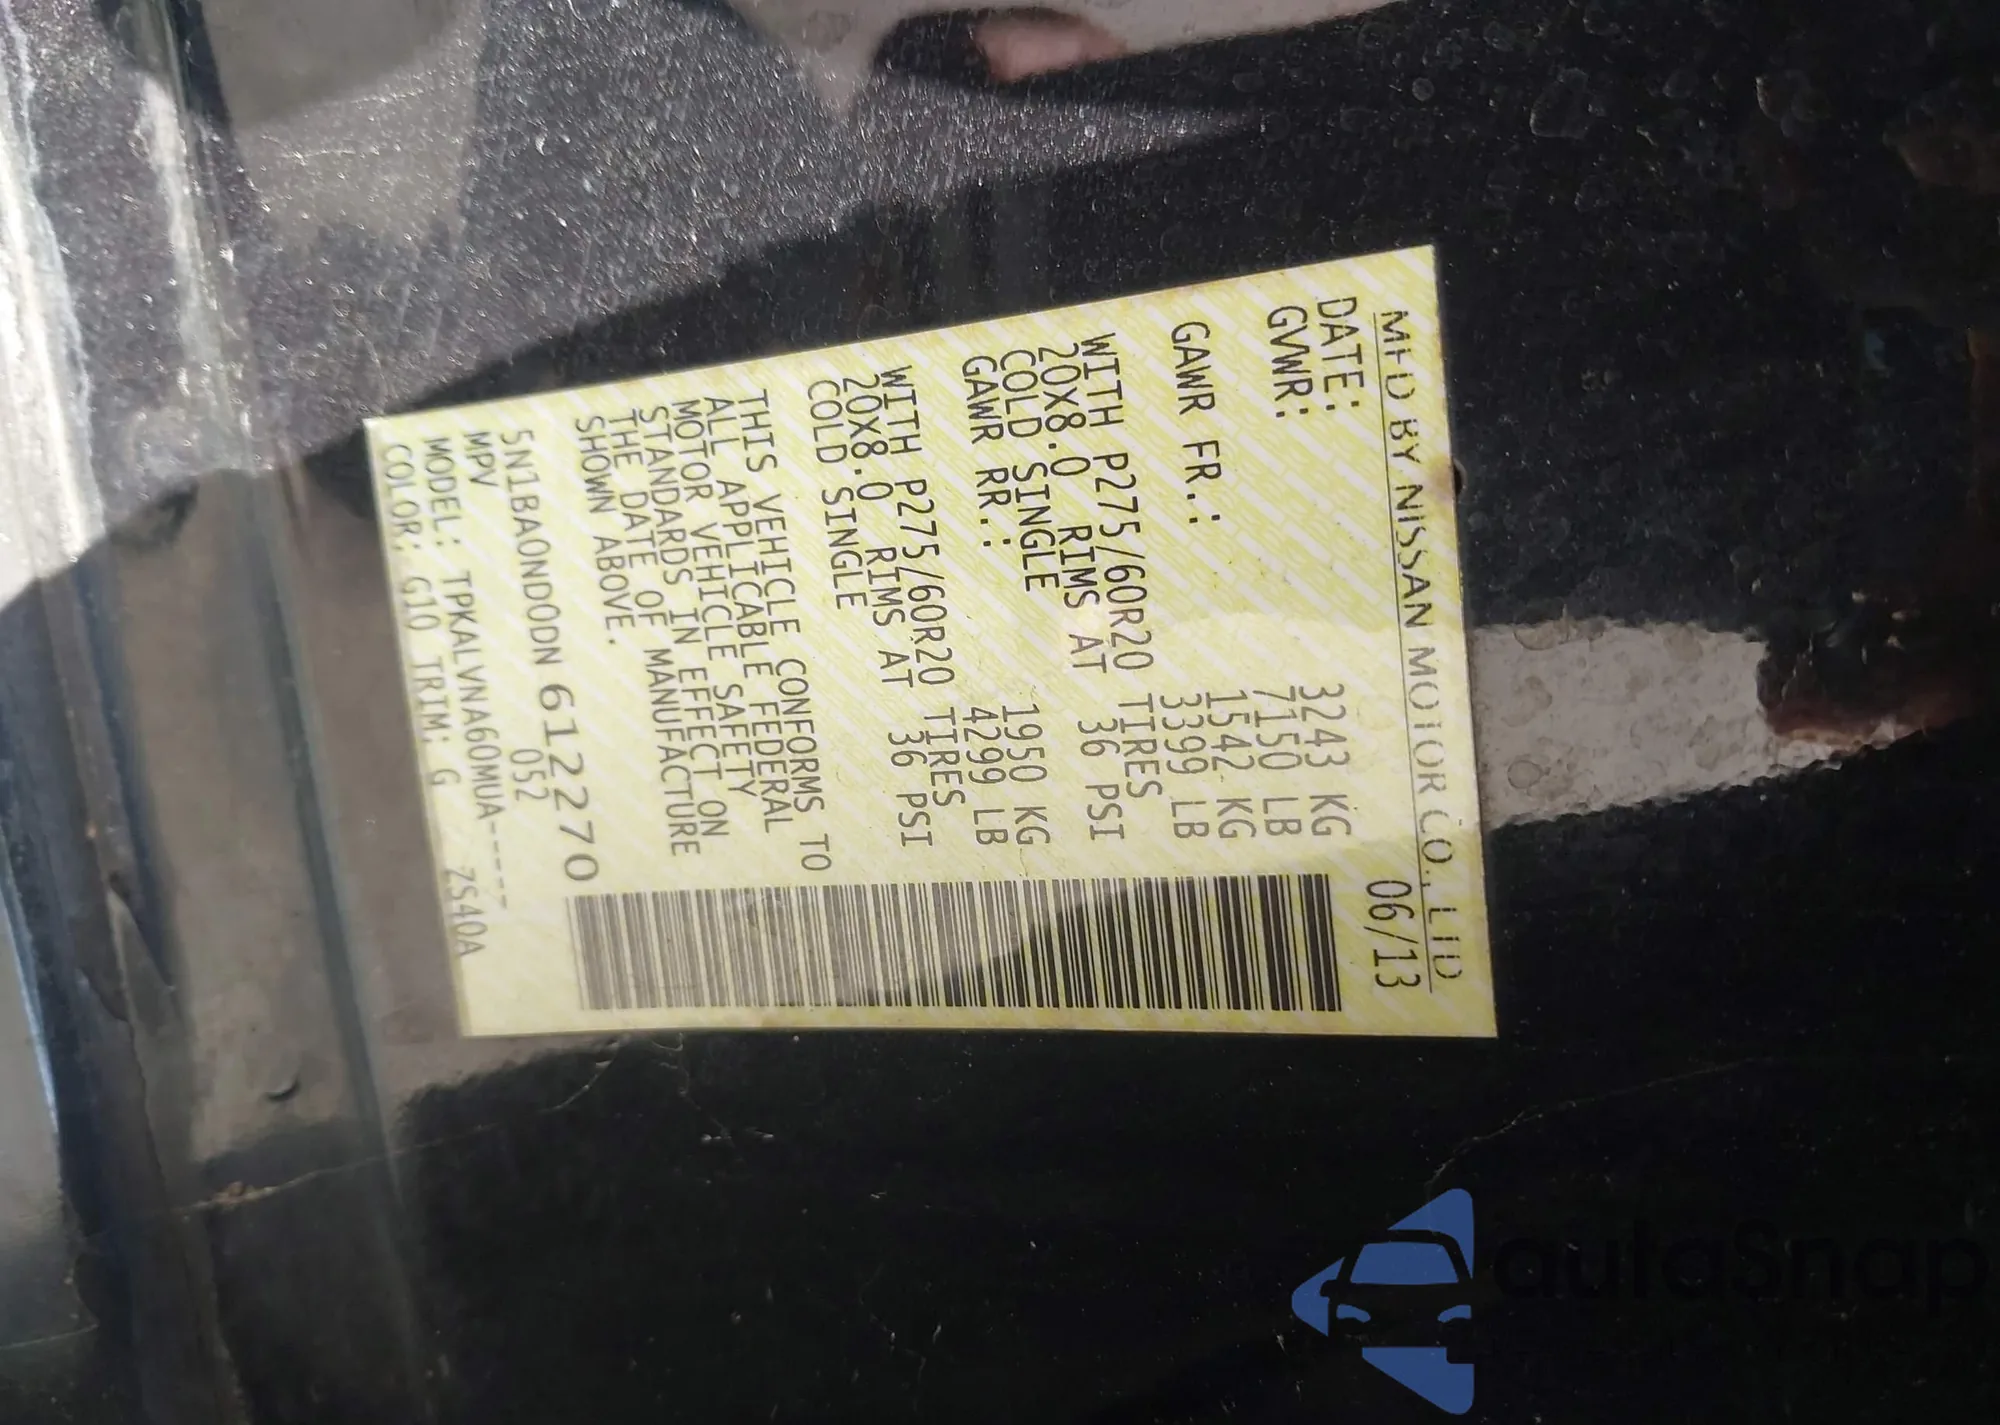 MFD BY NISSAN MOTOR CO., LTD
DATE: 06/13
GVWR: 3243 KG
7150 LB
GAWR FR.: 1542 KG
3399 LB
WITH P275/60R20 TIRES
20X8.0 RIMS AT 36 PSI
COLD SINGLE
GAWR RR.: 1950 KG
4299 LB
WITH P275/60R20 TIRES
20X8.0 RIMS AT 36 PSI
COLD SINGLE
THIS VEHICLE CONFORMS TO
ALL APPLICABLE FEDERAL
MOTOR VEHICLE SAFETY
STANDARDS IN EFFECT ON
THE DATE OF MANUFACTURE
SHOWN ABOVE.
5N1BA0ND0DN 612270
MPV 052
MODEL: TPKALVNA60MUA-----
COLOR: G10 TRIM: G ZS40A
autoSnap